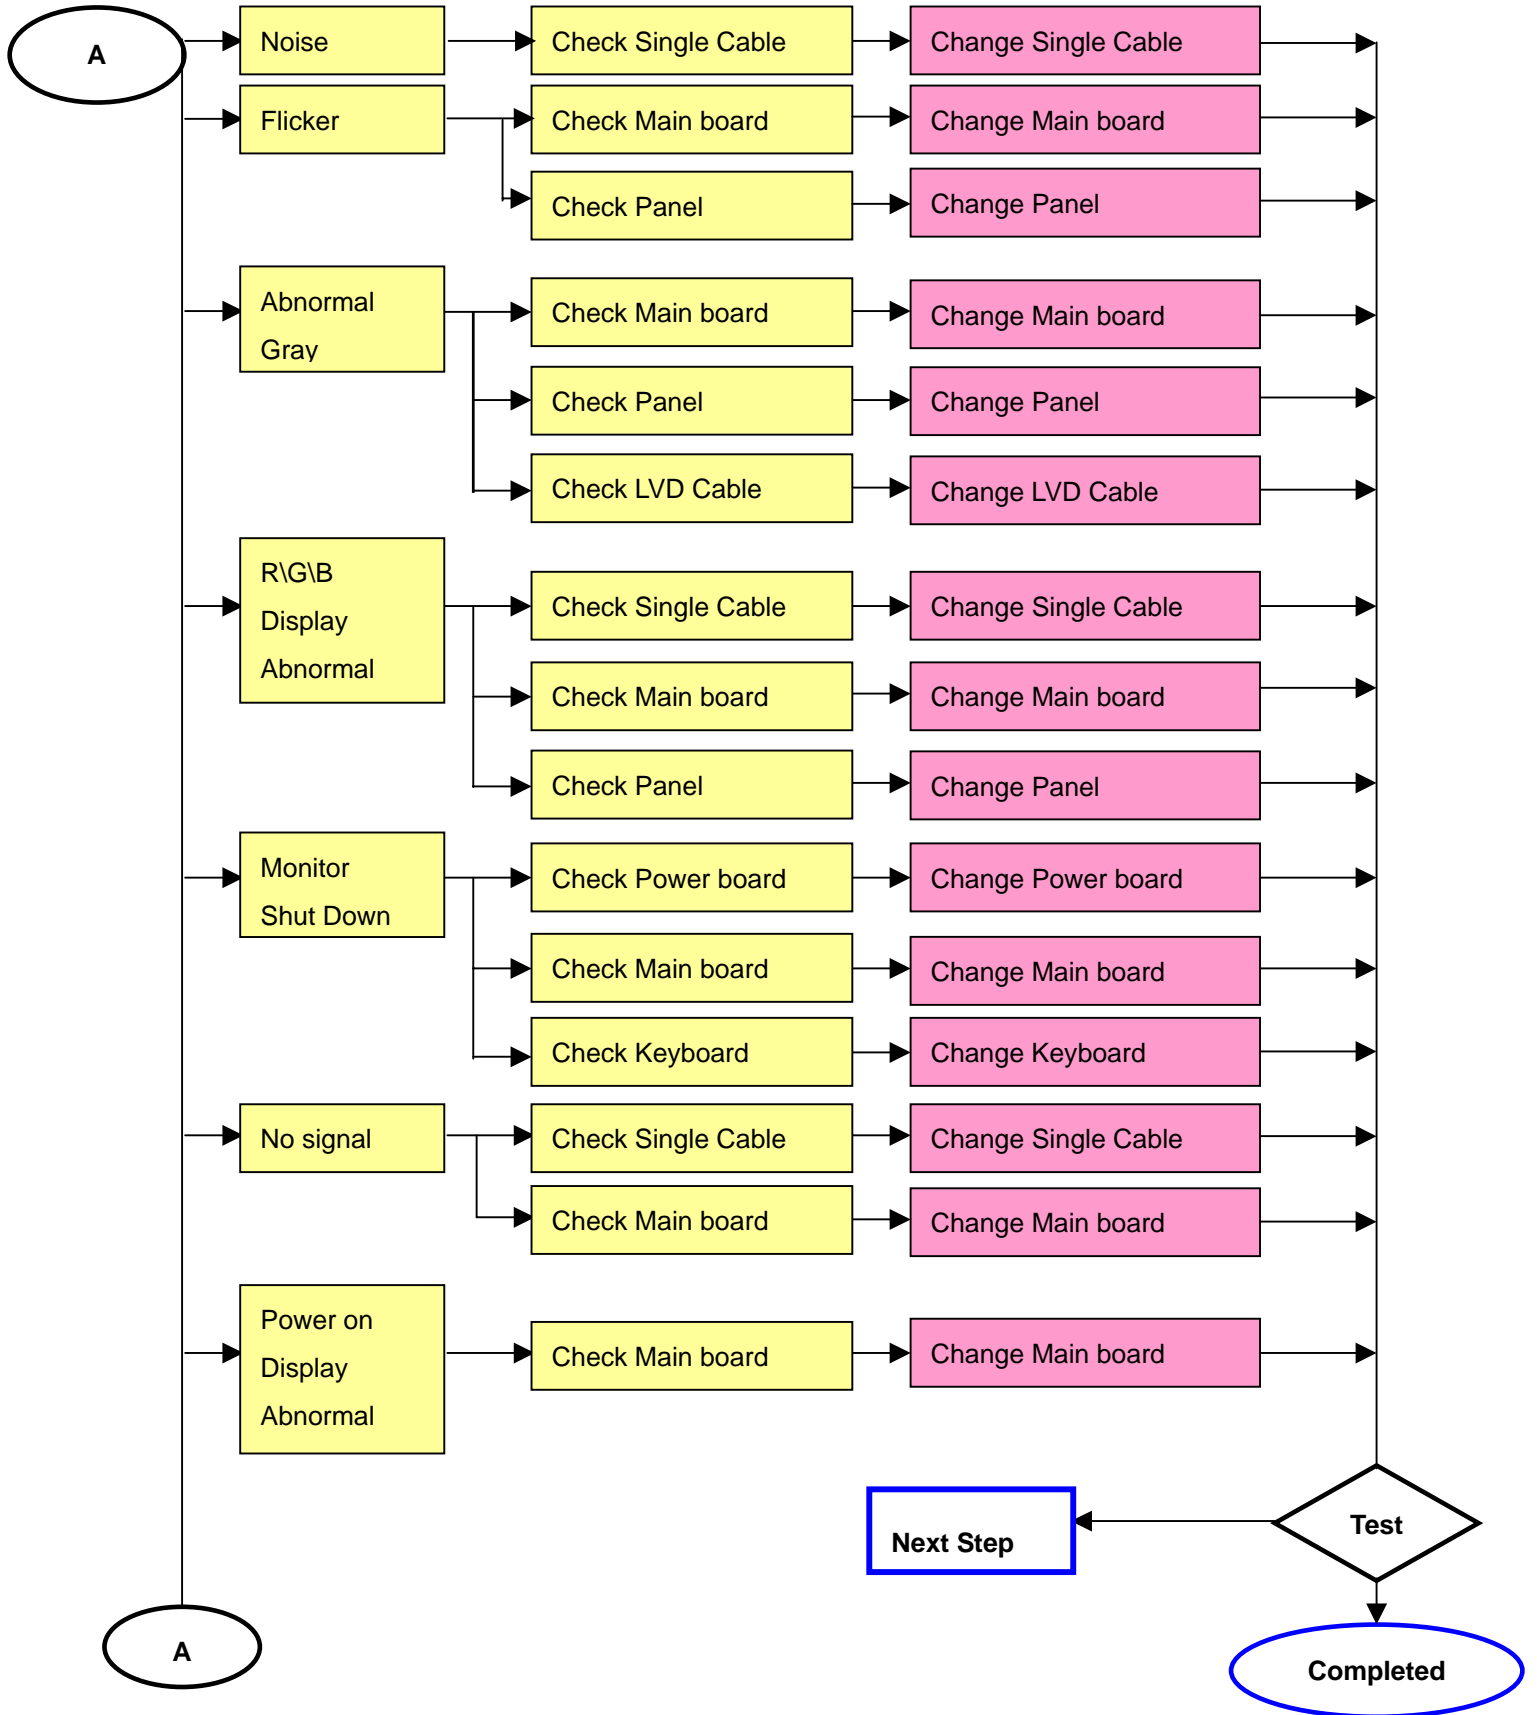 A
Noise
Check Single Cable
Change Single Cable
Flicker
Check Main board
Change Main board
Check Panel
Change Panel
Abnormal
Gray
Check Main board
Change Main board
Check Panel
Change Panel
Check LVD Cable
Change LVD Cable
R\G\B
Display
Abnormal
Check Single Cable
Change Single Cable
Check Main board
Change Main board
Check Panel
Change Panel
Monitor
Shut Down
Check Power board
Change Power board
Check Main board
Change Main board
Check Keyboard
Change Keyboard
No signal
Check Single Cable
Change Single Cable
Check Main board
Change Main board
Power on
Display
Abnormal
Check Main board
Change Main board
Test
Next Step
A
Completed